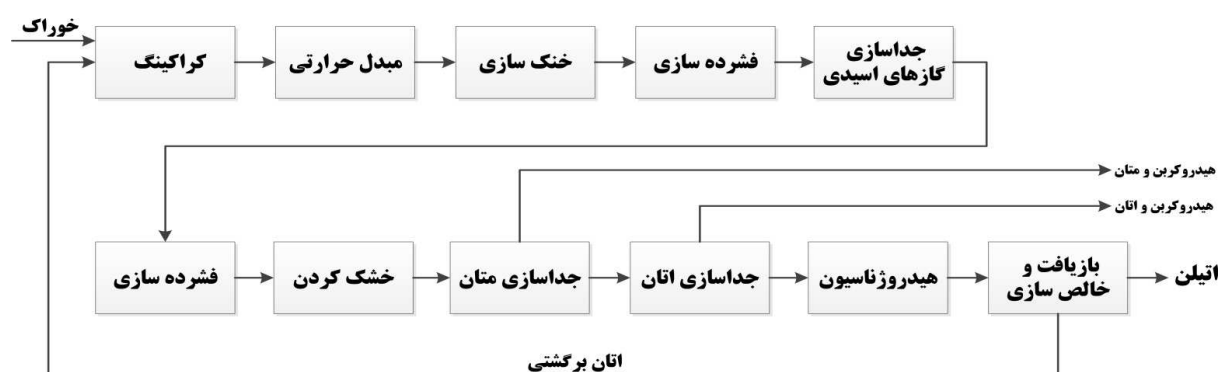 خوراک
کراکینگ
مبدل حرارتی
خنک سازی
فشرده سازی
جداسازی
گازهای اسیدی
هیدروکربن و متان
هیدروکربن و اتان
فشرده سازی
خشک کردن
جداسازی متان
جداسازی اتان
هیدروژناسیون
بازیافت و
خالص سازی
اتیلن
اتان برگشتی